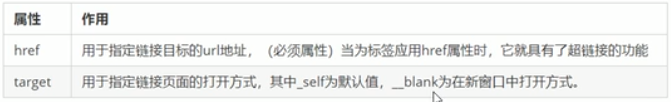 属性 作用
href 用于指定链接目标的url地址，（必须属性）当为标签应用href属性时，它就具有了超链接的功能
target 用于指定链接页面的打开方式，其中_self为默认值，__blank为在新窗口中打开方式。